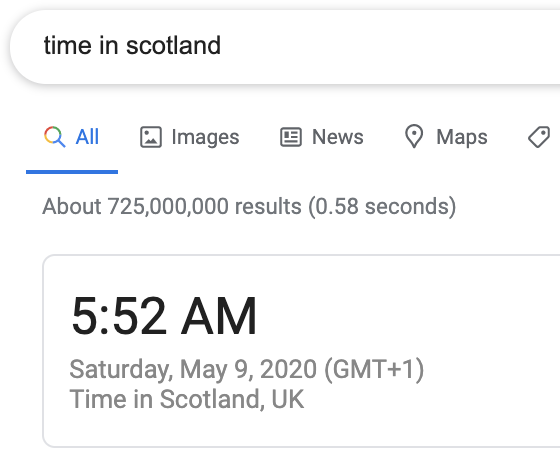 time in scotland
All Images News Maps
About 725,000,000 results (0.58 seconds)
5:52 AM
Saturday, May 9, 2020 (GMT+1)
Time in Scotland, UK